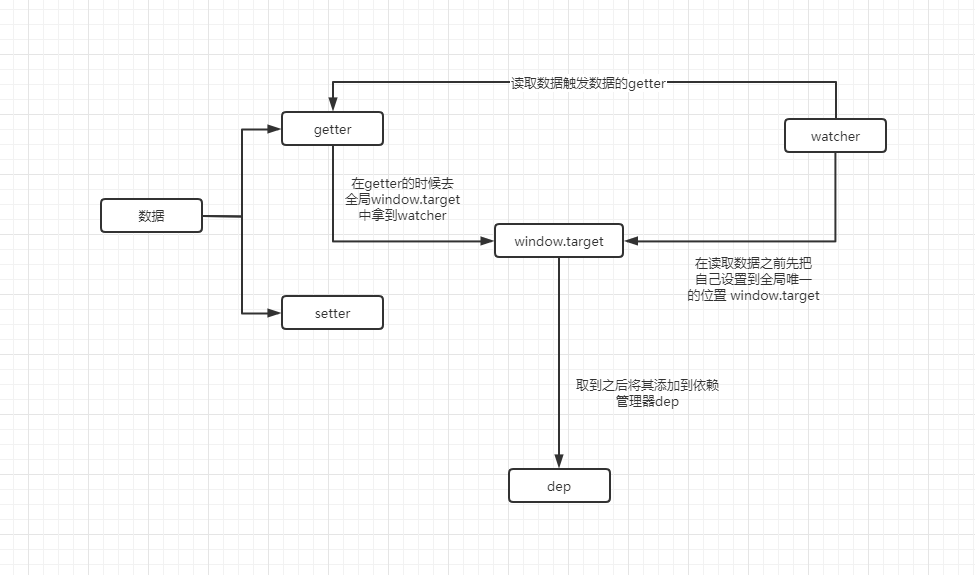 读取数据触发数据的getter
getter
watcher
在getter的时候去
全局window.target
中拿到watcher
数据
window.target
在读取数据之前先把
自己设置到全局唯一
的位置 window.target
setter
取到之后将其添加到依赖
管理器dep
dep